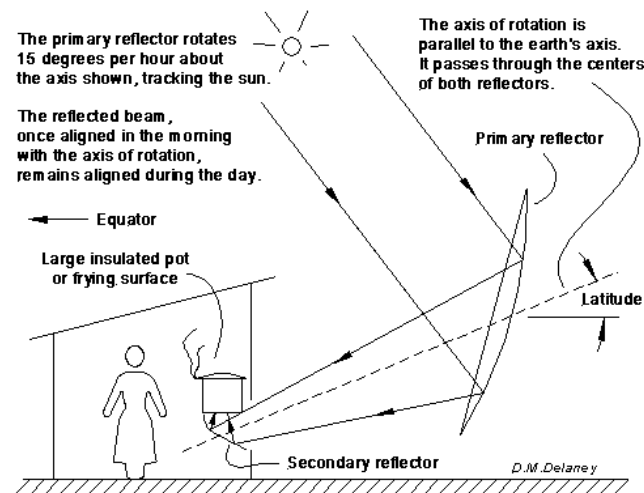 The primary reflector rotates
15 degrees per hour about
the axis shown, tracking the sun.
The reflected beam,
once aligned in the morning
with the axis of rotation,
remains aligned during the day.
Equator
Large insulated pot
or frying surface
The axis of rotation is
parallel to the earth's axis.
It passes through the centers
of both reflectors.
Primary reflector
Latitude
Secondary reflector
D.M.Delaney